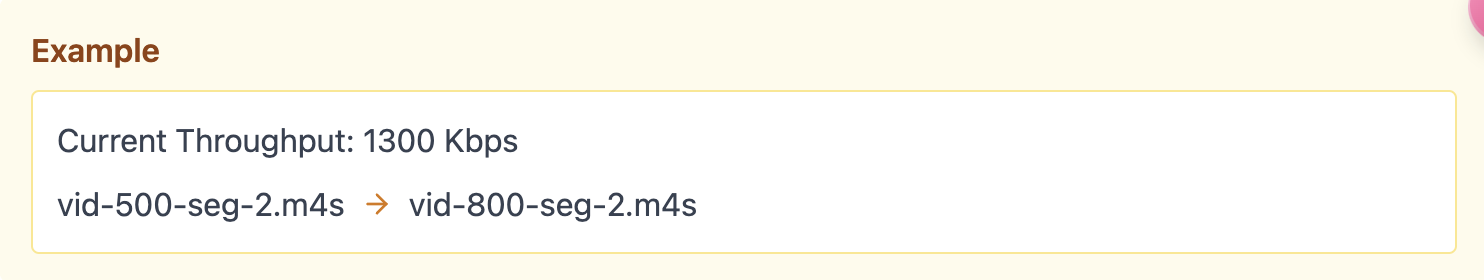 Example
Current Throughput: 1300 Kbps
vid-500-seg-2.m4s → vid-800-seg-2.m4s